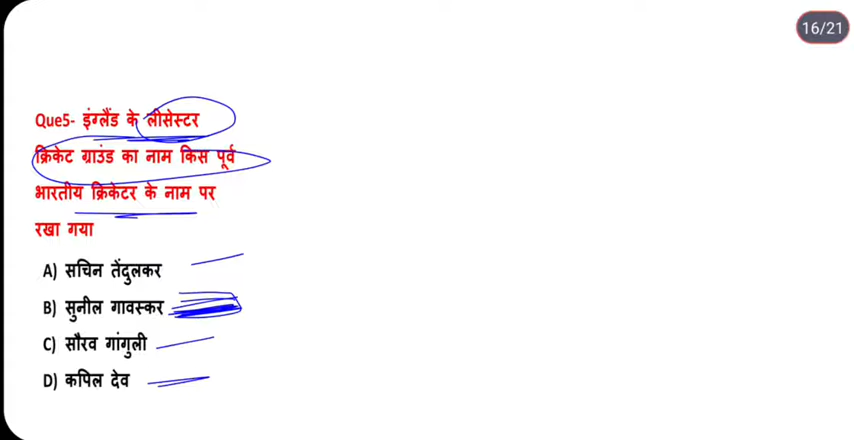 16/21
Que5- इंग्लैंड के लीसेस्टर
क्रिकेट ग्राउंड का नाम किस पूर्व
भारतीय क्रिकेटर के नाम पर
रखा गया
A) सचिन तेंदुलकर
B) सुनील गावस्कर
C) सौरव गांगुली
D) कपिल देव